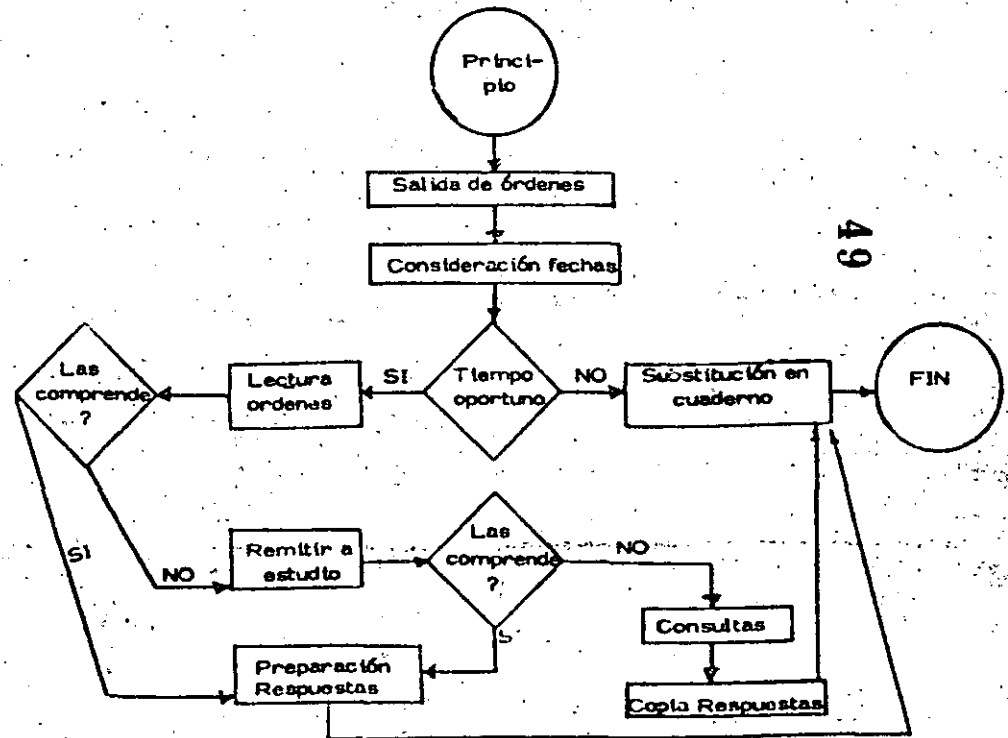 Princi-
pio
Salida de órdenes
Consideración fechas
49
Las
comprende
?
SI
Lectura
ordenes
SI
Tiempo
oportuno
NO
Substitución en
cuaderno
FIN
SI
NO
Remitir a
estudio
Las
comprende
?
NO
S
Consultas
Preparación
Respuestas
Copia Respuestas